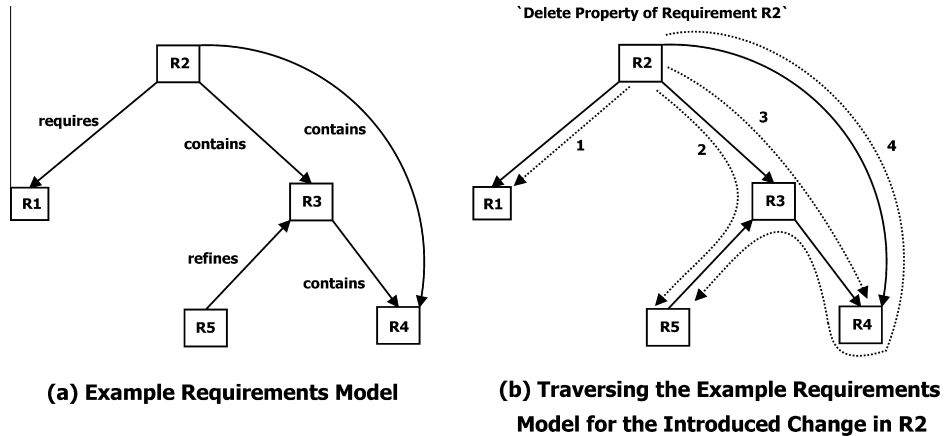 `Delete Property of Requirement R2`
R2
requires
contains
contains
R1
R3
refines
contains
R5
R4
(a) Example Requirements Model
R2
3
1
2
4
R1
R3
R5
R4
(b) Traversing the Example Requirements
Model for the Introduced Change in R2